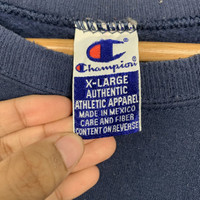 Champion
X-LARGE
AUTHENTIC
ATHLETIC APPAREL
MADE IN MEXICO
CARE AND FIBER
CONTENT ON REVERSE